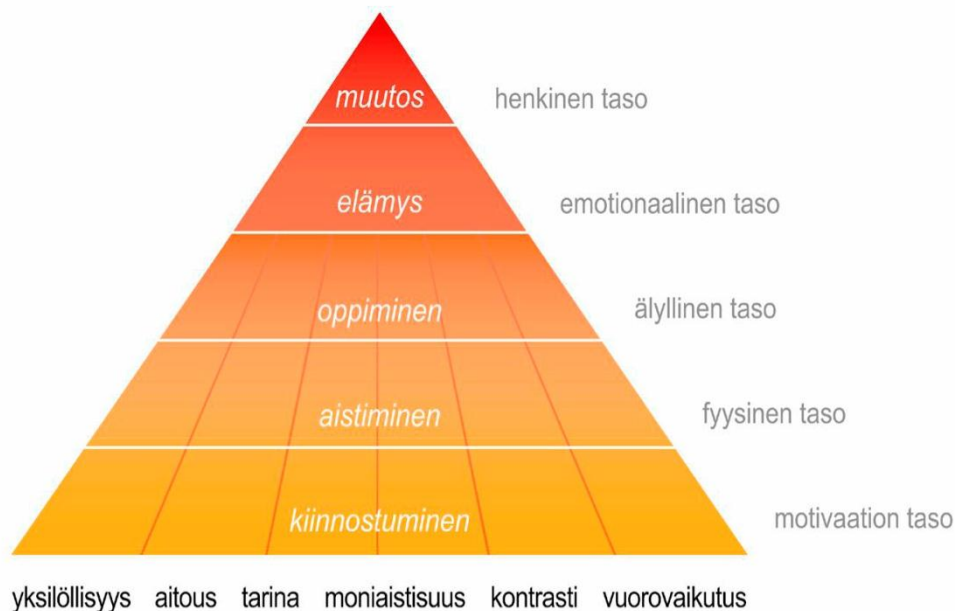 muutos henkinen taso
elämys emotionaalinen taso
oppiminen älyllinen taso
aistiminen fyysinen taso
kiinnostuminen motivaation taso
yksilöllisyys aitous tarina moniaistisuus kontrasti vuorovaikutus